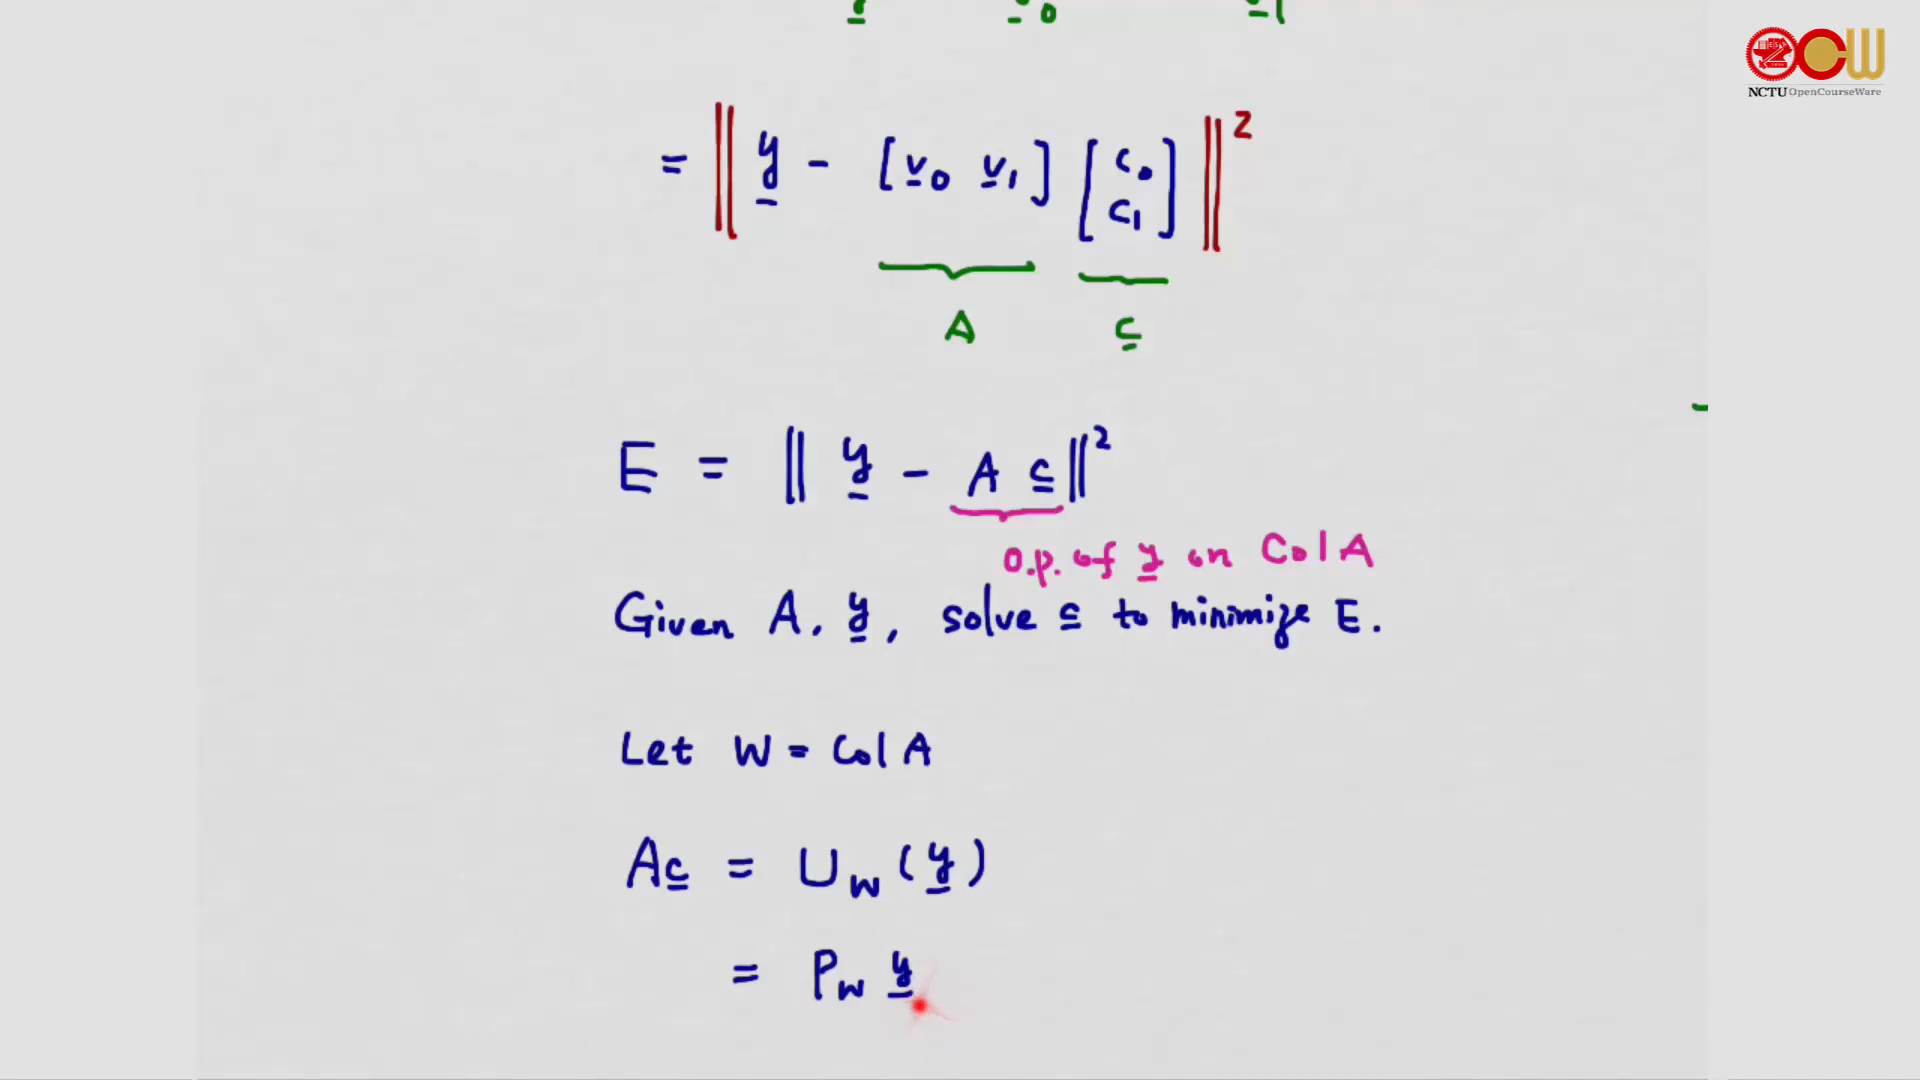 NCTU OpenCourseWare
= ‖ y - [v₀ v₁] [c₀ c₁] ‖²
A c
E = ‖ y - A c ‖²
o.p. of y on Col A
Given A, y, solve c to minimize E.
Let W = Col A
Ac = U_W (y)
= P_W y